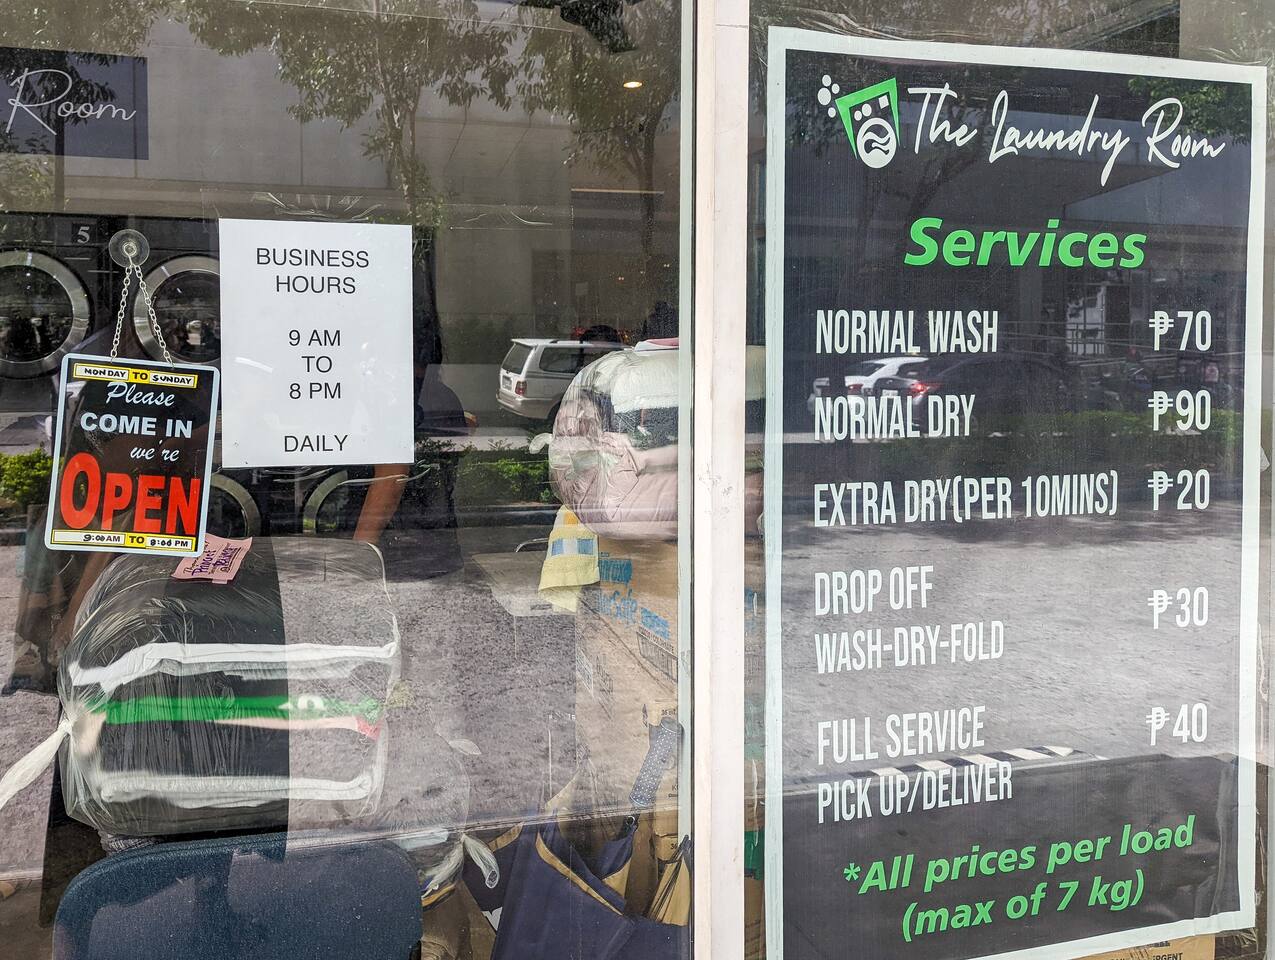 Room
5
MONDAY TO SUNDAY
Please
COME IN
we're
OPEN
9:00AM TO 8:00 PM
BUSINESS
HOURS
9 AM
TO
8 PM
DAILY
The Laundry Room
Services
NORMAL WASH ₱70
NORMAL DRY ₱90
EXTRA DRY(PER 10MINS) ₱20
DROP OFF
WASH-DRY-FOLD ₱30
FULL SERVICE ₱40
PICK UP/DELIVER
*All prices per load
(max of 7 kg)